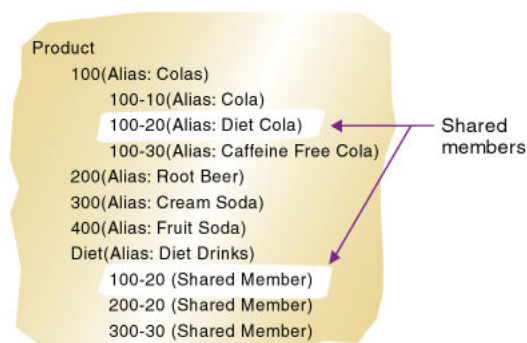 Product
100(Alias: Colas)
100-10(Alias: Cola)
100-20(Alias: Diet Cola)
100-30(Alias: Caffeine Free Cola)
200(Alias: Root Beer)
300(Alias: Cream Soda)
400(Alias: Fruit Soda)
Diet(Alias: Diet Drinks)
100-20 (Shared Member)
200-20 (Shared Member)
300-30 (Shared Member)
Shared
members